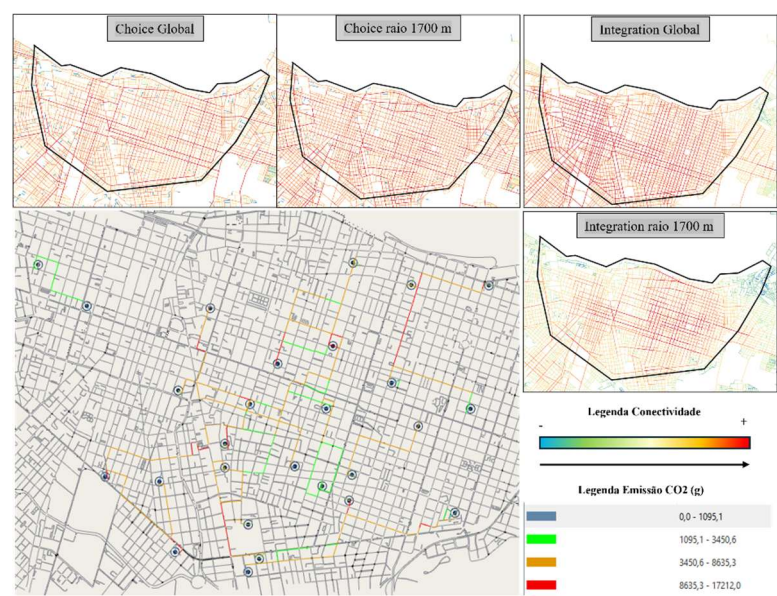 Choice Global
Choice raio 1700 m
Integration Global
Integration raio 1700 m
Legenda Conectividade
- +
Legenda Emissão CO2 (g)
0,0 - 1095,1
1095,1 - 3450,6
3450,6 - 8635,3
8635,3 - 17212,0